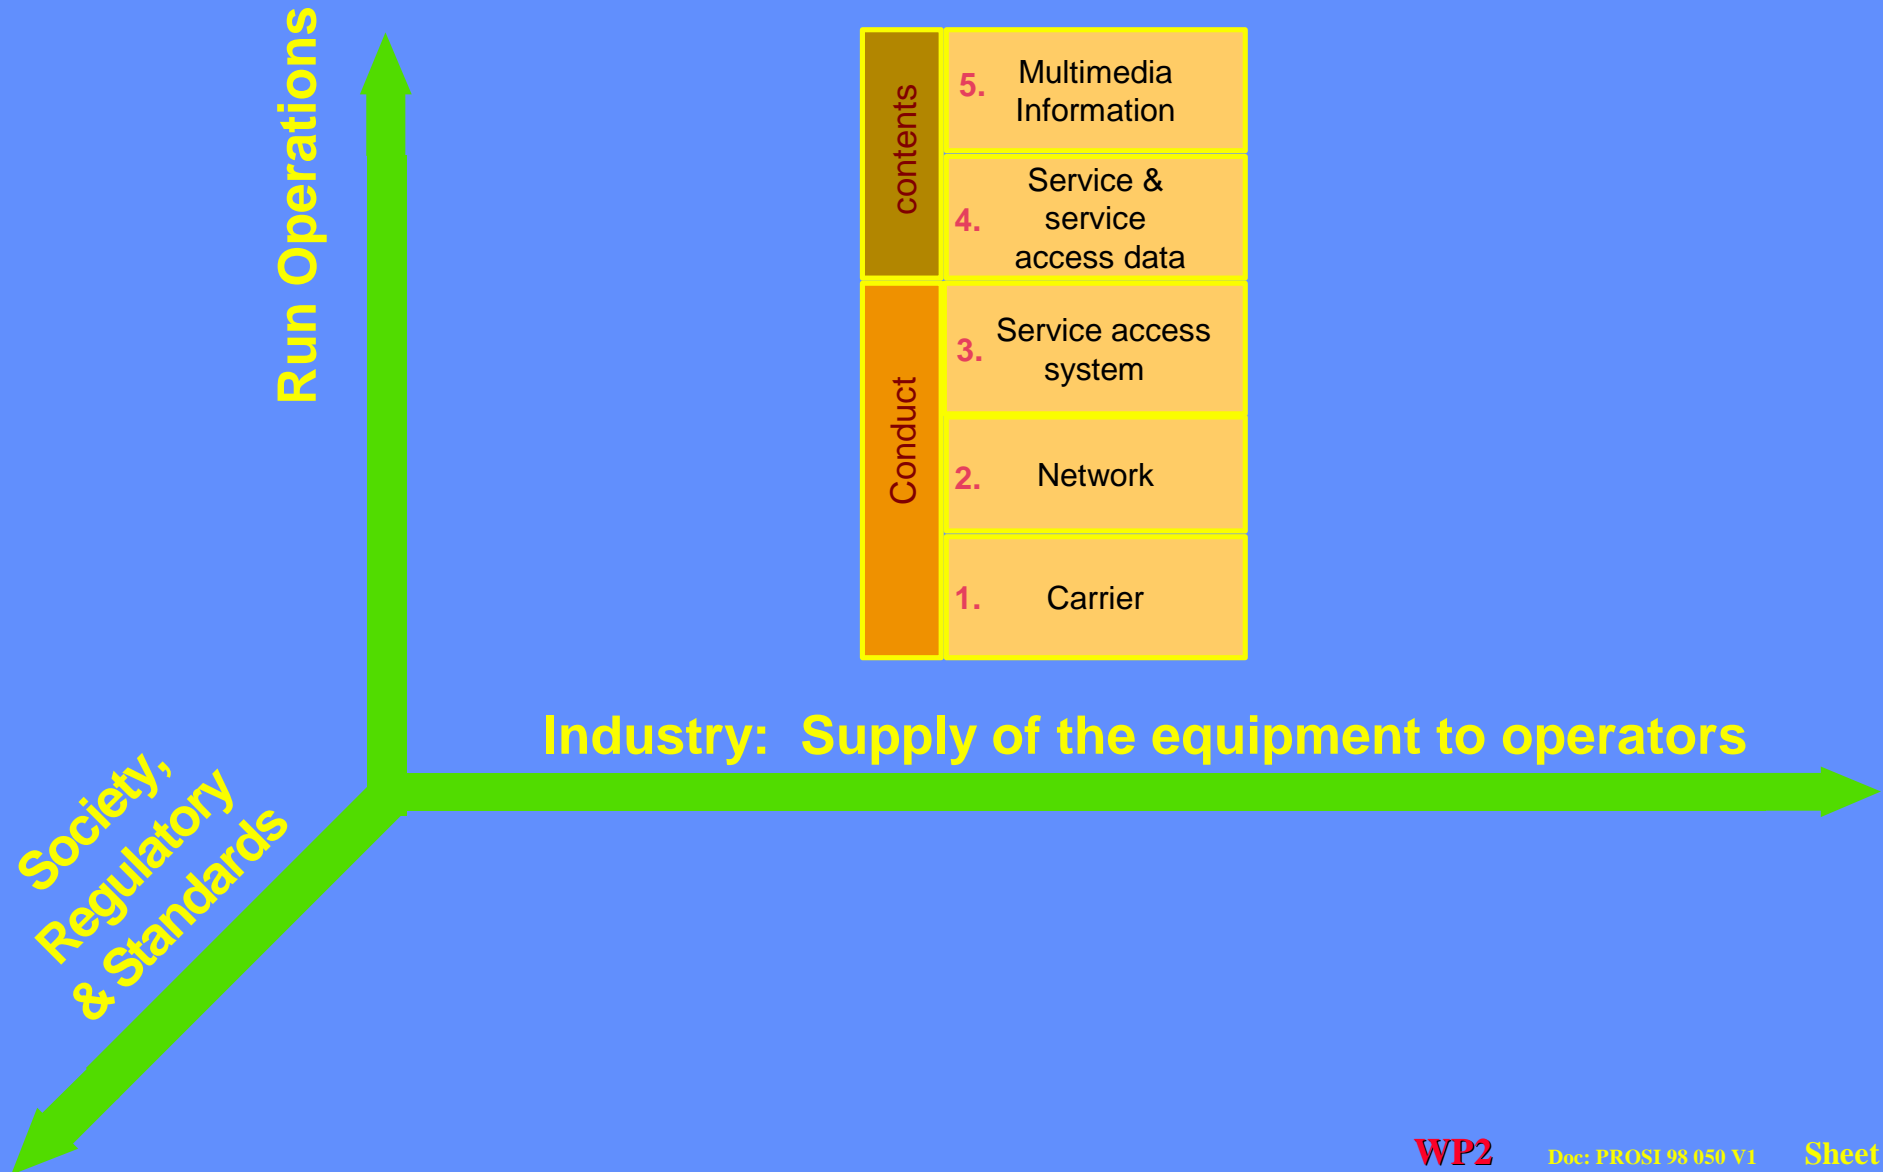 Run Operations
contents
5.
Multimedia
Information
4.
Service &
service
access data
Conduct
3.
Service access
system
2.
Network
1.
Carrier
Industry:  Supply of the equipment to operators
Society,
Regulatory
& Standards
WP2 Doc: PROSI 98 050 V1 Sheet